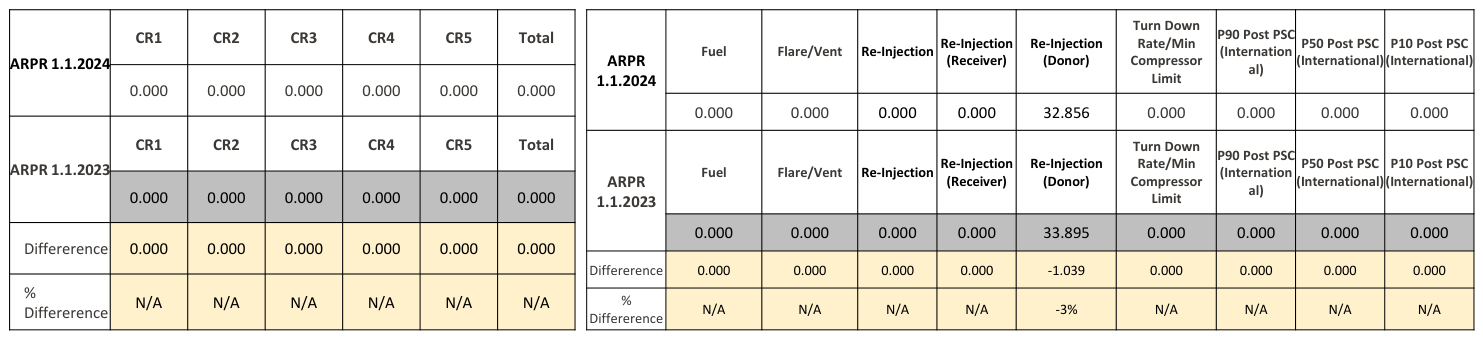 ARPR 1.1.2024 CR1 CR2 CR3 CR4 CR5 Total
0.000 0.000 0.000 0.000 0.000 0.000
ARPR 1.1.2023 CR1 CR2 CR3 CR4 CR5 Total
0.000 0.000 0.000 0.000 0.000 0.000
Differerence 0.000 0.000 0.000 0.000 0.000 0.000
%
Differerence N/A N/A N/A N/A N/A N/A
ARPR
1.1.2024
Fuel
Flare/Vent
Re-Injection
Re-Injection
(Receiver)
Re-Injection
(Donor)
Turn Down
Rate/Min
Compressor
Limit
P90 Post PSC
(Internation
al)
P50 Post PSC
(International)
P10 Post PSC
(International)
0.000 0.000 0.000 0.000 32.856 0.000 0.000 0.000 0.000
ARPR
1.1.2023
Fuel
Flare/Vent
Re-Injection
Re-Injection
(Receiver)
Re-Injection
(Donor)
Turn Down
Rate/Min
Compressor
Limit
P90 Post PSC
(Internation
al)
P50 Post PSC
(International)
P10 Post PSC
(International)
0.000 0.000 0.000 0.000 33.895 0.000 0.000 0.000 0.000
Differerence 0.000 0.000 0.000 0.000 -1.039 0.000 0.000 0.000 0.000
%
Differerence N/A N/A N/A N/A -3% N/A N/A N/A N/A